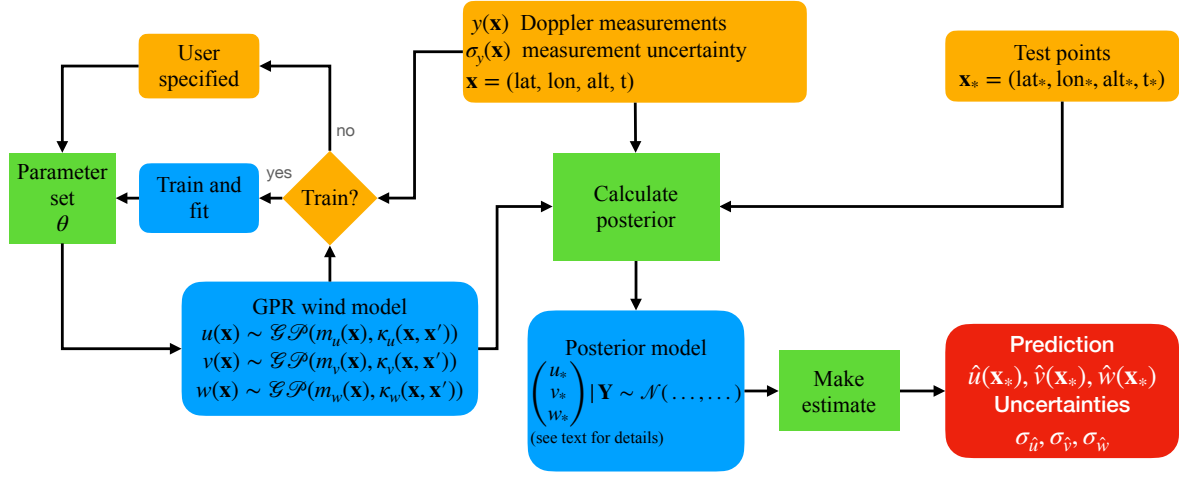 y(𝐱) Doppler measurements
σ_y(𝐱) measurement uncertainty
𝐱 = (lat, lon, alt, t)
Test points
𝐱_* = (lat_*, lon_*, alt_*, t_*)
User
specified
no
Parameter
set
θ
Train and
fit
yes
Train?
Calculate
posterior
GPR wind model
u(𝐱) ∼ 𝒢𝒫(m_u(𝐱), κ_u(𝐱, 𝐱′))
v(𝐱) ∼ 𝒢𝒫(m_v(𝐱), κ_v(𝐱, 𝐱′))
w(𝐱) ∼ 𝒢𝒫(m_w(𝐱), κ_w(𝐱, 𝐱′))
Posterior model
(u_*
v_*
w_*) | 𝐘 ∼ 𝒩( …, …)
(see text for details)
Make
estimate
Prediction
û(𝐱_*), v̂(𝐱_*), ŵ(𝐱_*)
Uncertainties
σ_û, σ_v̂, σ_ŵ